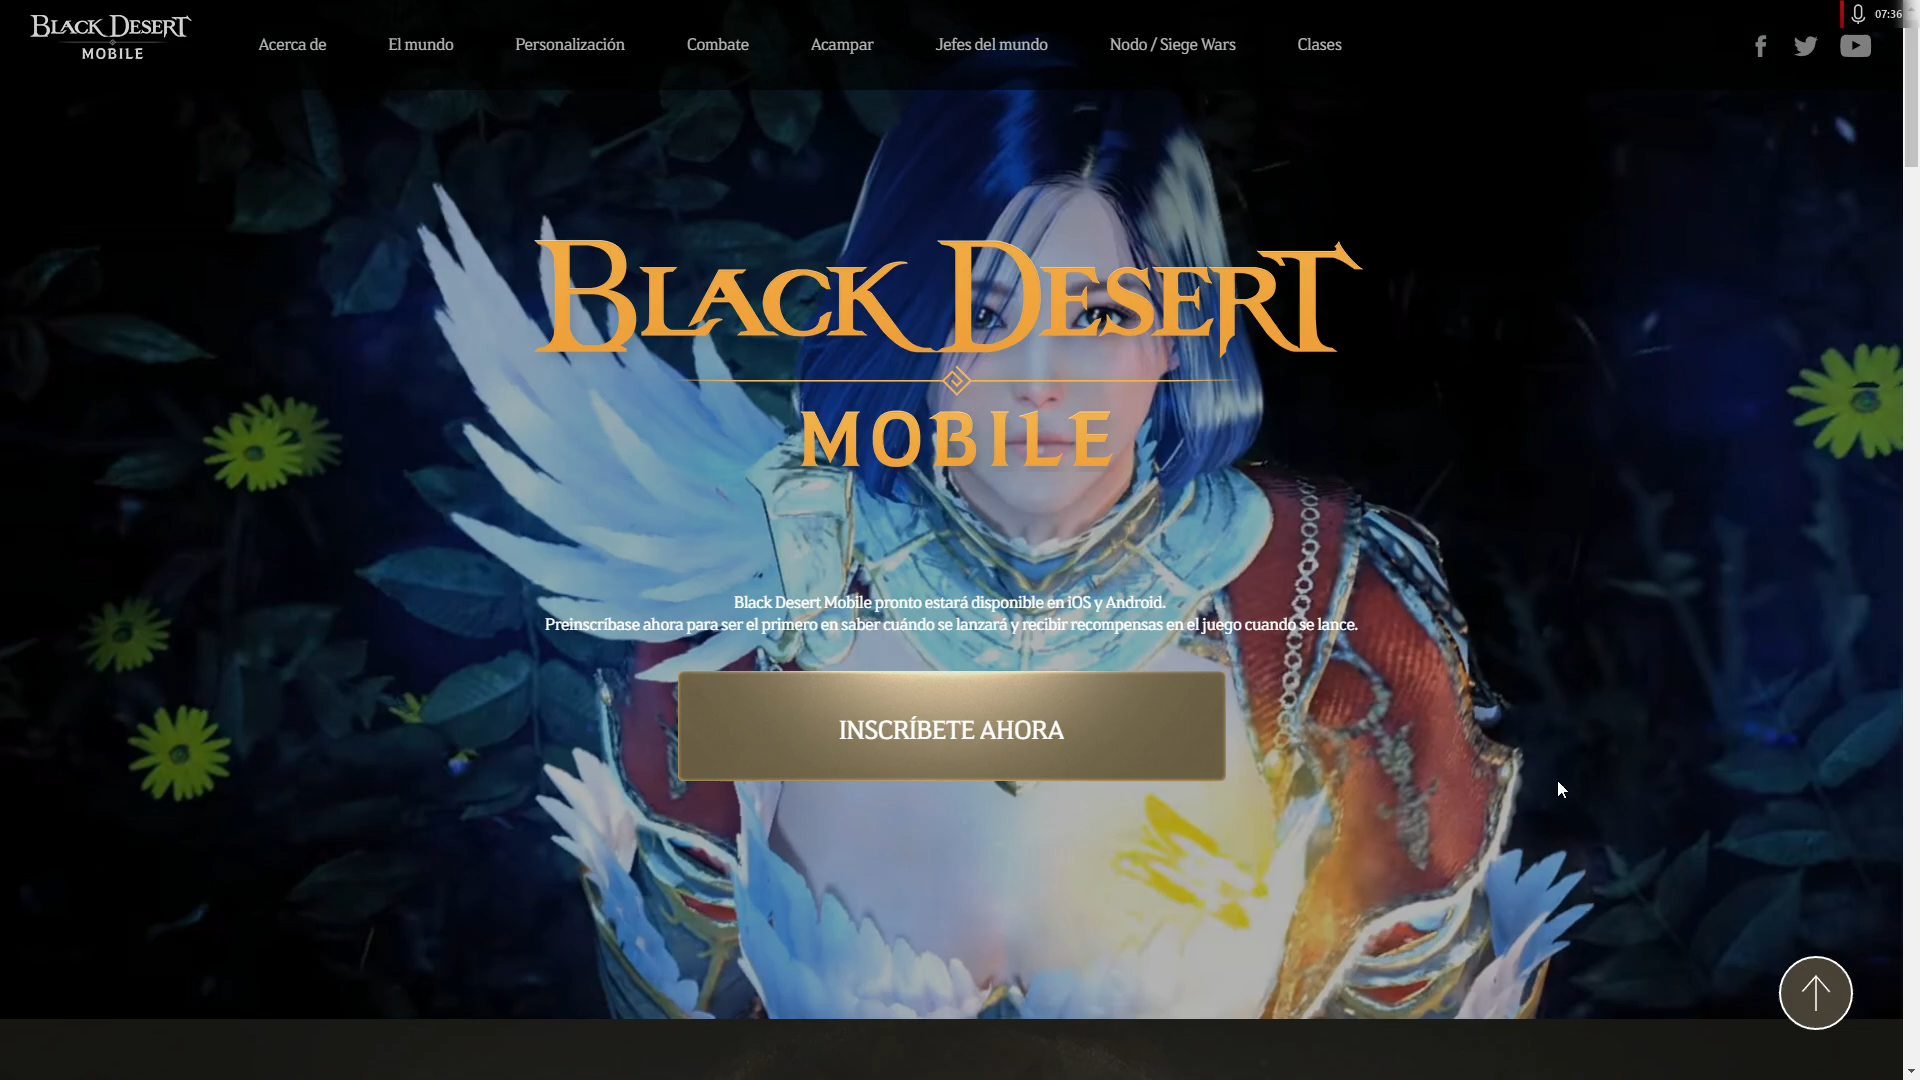 BLACK DESERT
MOBILE
Acerca de
El mundo
Personalización
Combate
Acampar
Jefes del mundo
Nodo / Siege Wars
Clases
07:36
BLACK DESERT
MOBILE
Black Desert Mobile pronto estará disponible en iOS y Android.
Preinscríbase ahora para ser el primero en saber cuándo se lanzará y recibir recompensas en el juego cuando se lance.
INSCRÍBETE AHORA